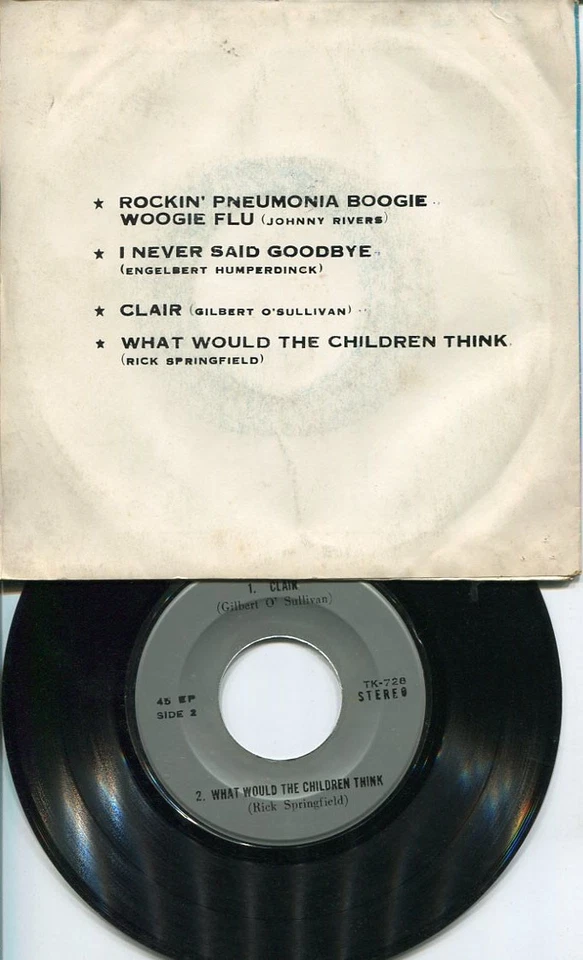 ★ ROCKIN' PNEUMONIA BOOGIE
WOOGIE FLU (JOHNNY RIVERS)
★ I NEVER SAID GOODBYE
(ENGELBERT HUMPERDINCK)
★ CLAIR (GILBERT O'SULLIVAN)
★ WHAT WOULD THE CHILDREN THINK
(RICK SPRINGFIELD)
1. CLAIR
(Gilbert O' Sullivan)
45 EP
SIDE 2
TK-728
STEREO
2. WHAT WOULD THE CHILDREN THINK
(Rick Springfield)